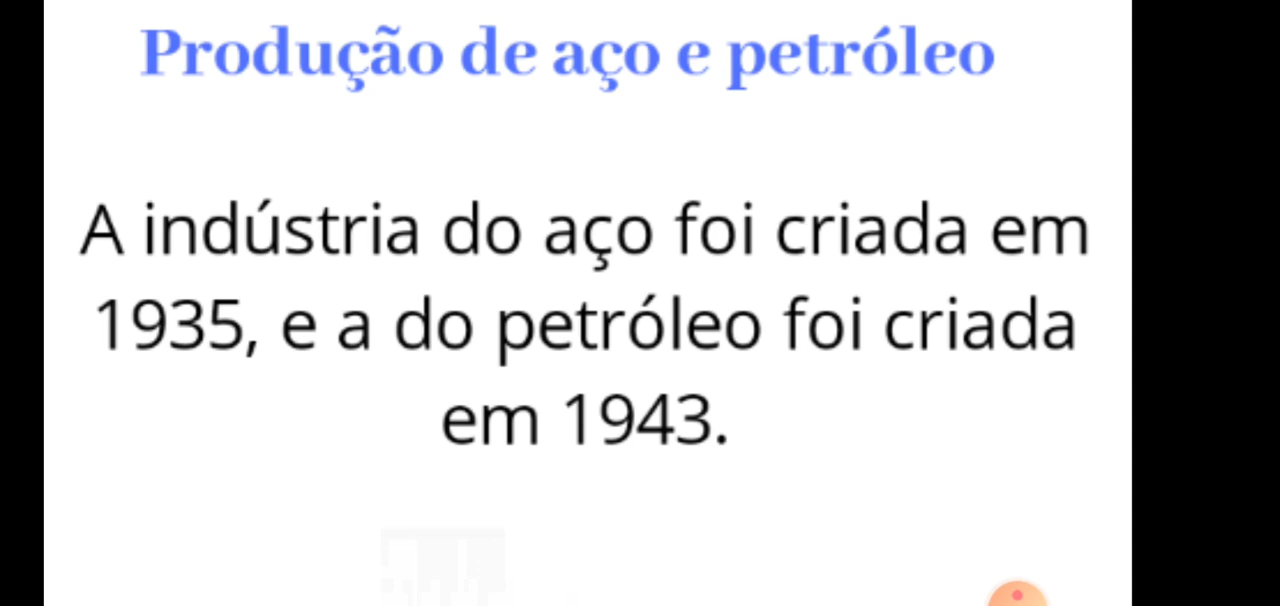 Produção de aço e petróleo
A indústria do aço foi criada em
1935, e a do petróleo foi criada
em 1943.